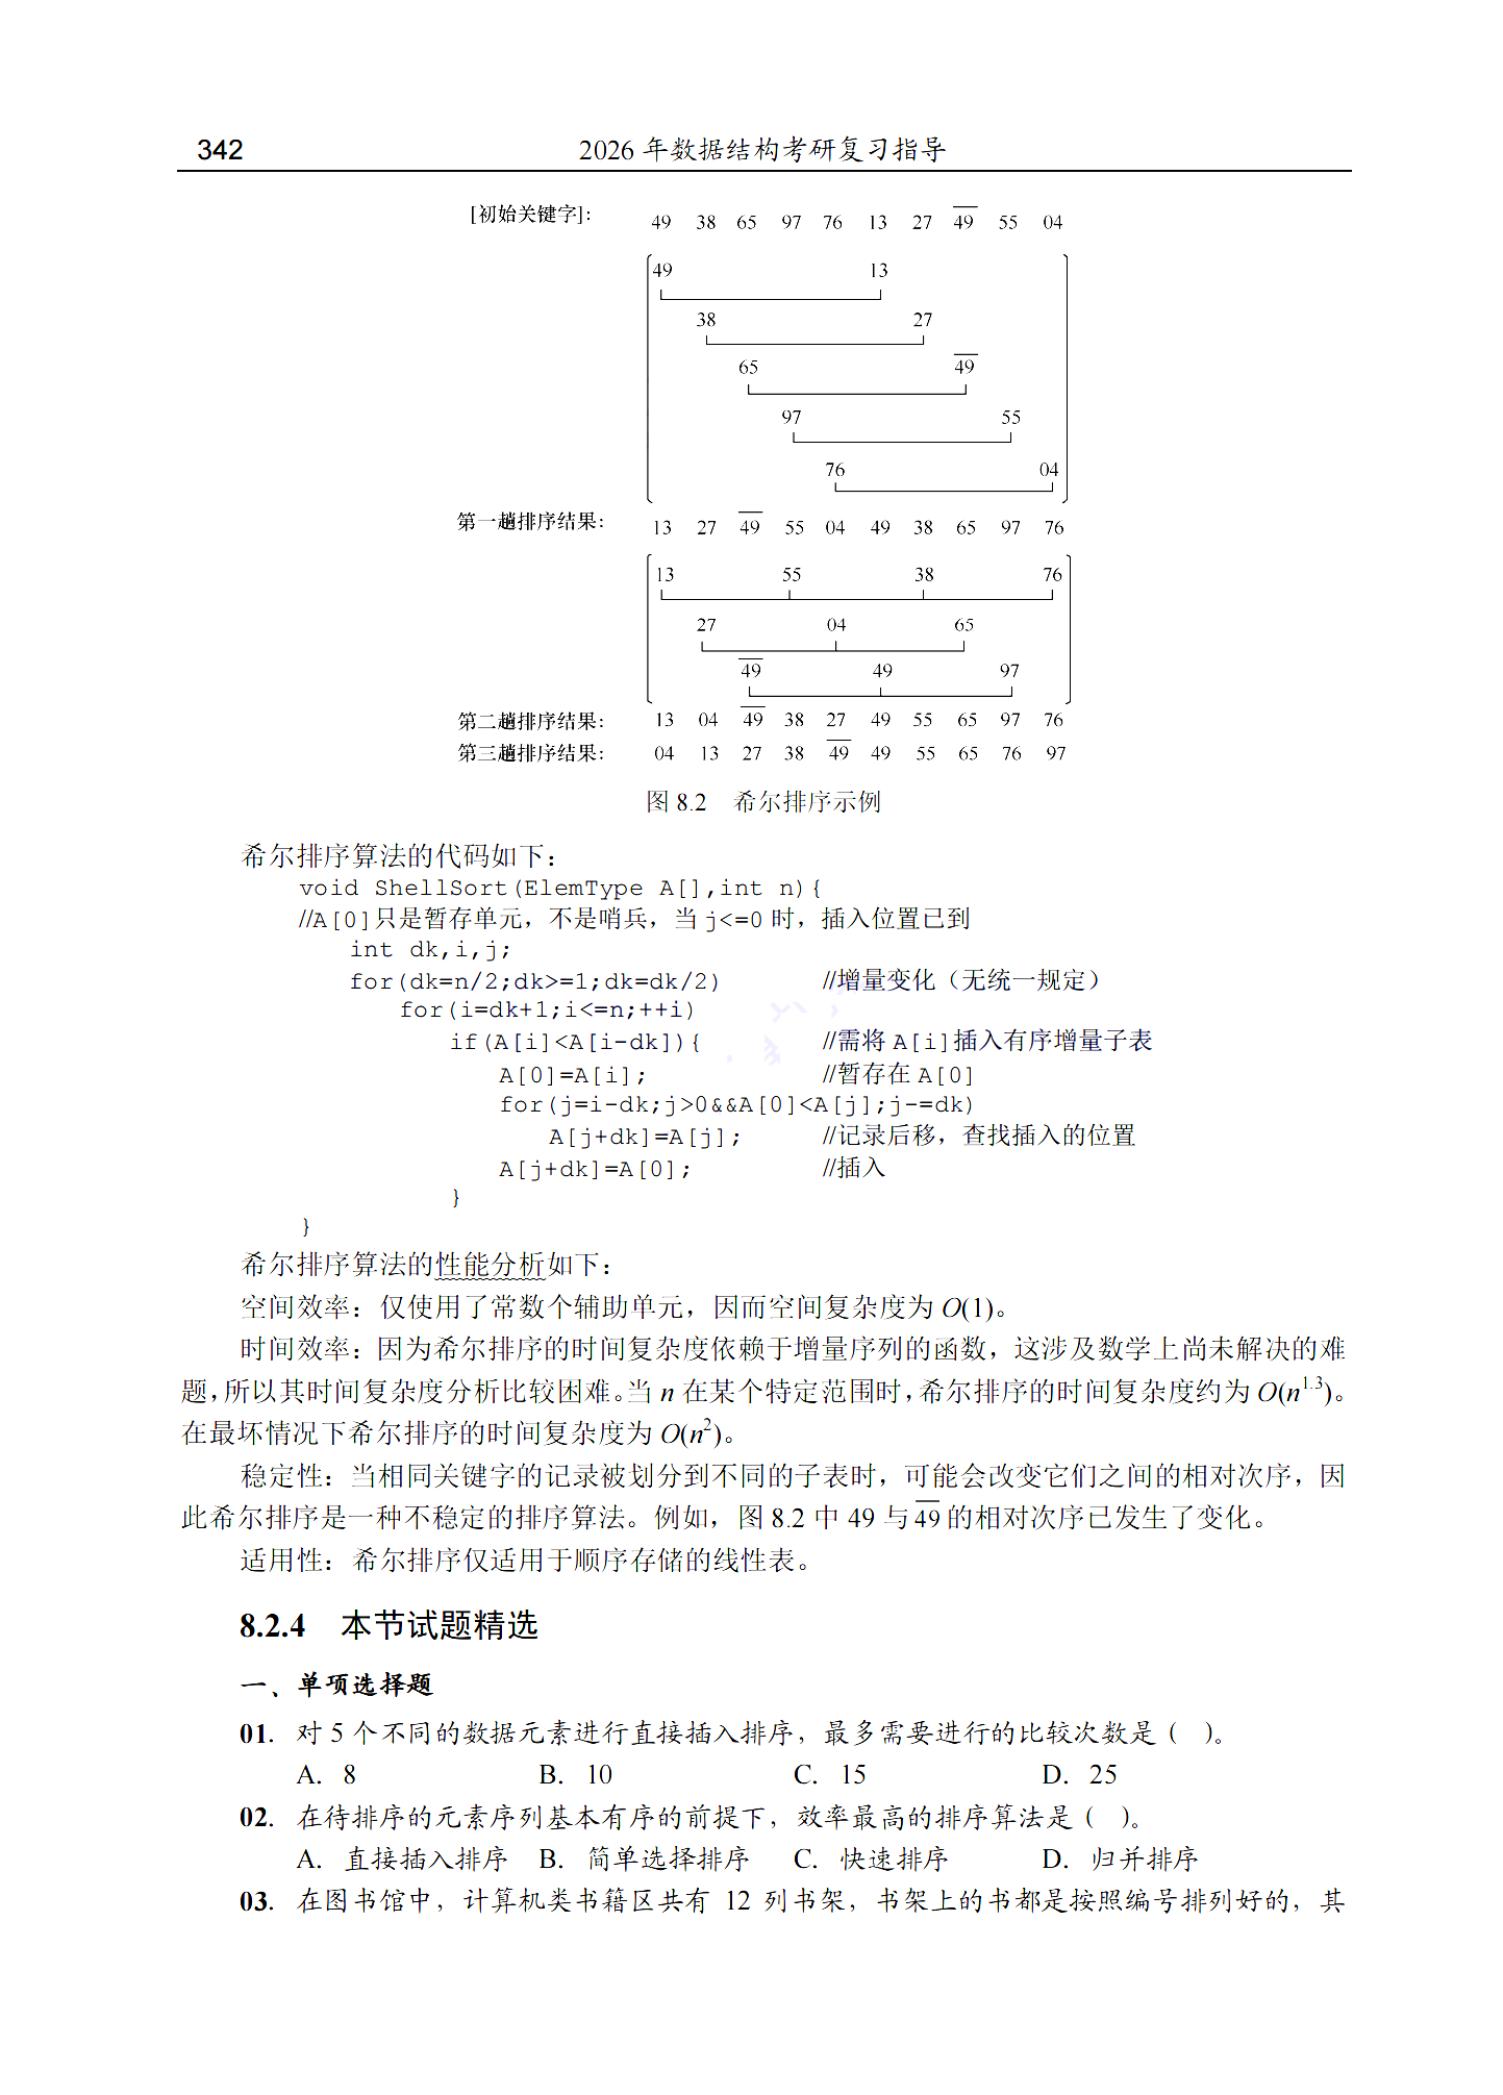 342 2026 年数据结构考研复习指导
[初始关键字]: 49 38 65 97 76 13 27 4̅9̅ 55 04
49 13
38 27
65 4̅9̅
97 55
76 04
第一趟排序结果: 13 27 4̅9̅ 55 04 49 38 65 97 76
13 55 38 76
27 04 65
4̅9̅ 49 97
第二趟排序结果: 13 04 4̅9̅ 38 27 49 55 65 97 76
第三趟排序结果: 04 13 27 38 4̅9̅ 49 55 65 76 97
图 8.2 希尔排序示例
希尔排序算法的代码如下：
void ShellSort(ElemType A[],int n){
//A[0]只是暂存单元，不是哨兵，当 j<=0 时，插入位置已到
int dk,i,j;
for(dk=n/2;dk>=1;dk=dk/2) //增量变化（无统一规定）
for(i=dk+1;i<=n;++i)
if(A[i]<A[i-dk]){ //需将 A[i]插入有序增量子表
A[0]=A[i]; //暂存在 A[0]
for(j=i-dk;j>0&&A[0]<A[j];j-=dk)
A[j+dk]=A[j]; //记录后移，查找插入的位置
A[j+dk]=A[0]; //插入
}
}
希尔排序算法的性能分析如下：
空间效率：仅使用了常数个辅助单元，因而空间复杂度为 O(1)。
时间效率：因为希尔排序的时间复杂度依赖于增量序列的函数，这涉及数学上尚未解决的难
题，所以其时间复杂度分析比较困难。当 n 在某个特定范围时，希尔排序的时间复杂度约为 O(n¹·³)。
在最坏情况下希尔排序的时间复杂度为 O(n²)。
稳定性：当相同关键字的记录被划分到不同的子表时，可能会改变它们之间的相对次序，因
此希尔排序是一种不稳定的排序算法。例如，图 8.2 中 49 与 4̅9̅ 的相对次序已发生了变化。
适用性：希尔排序仅适用于顺序存储的线性表。
8.2.4 本节试题精选
一、单项选择题
01. 对 5 个不同的数据元素进行直接插入排序，最多需要进行的比较次数是（ ）。
A. 8 B. 10 C. 15 D. 25
02. 在待排序的元素序列基本有序的前提下，效率最高的排序算法是（ ）。
A. 直接插入排序 B. 简单选择排序 C. 快速排序 D. 归并排序
03. 在图书馆中，计算机类书籍区共有 12 列书架，书架上的书都是按照编号排列好的，其